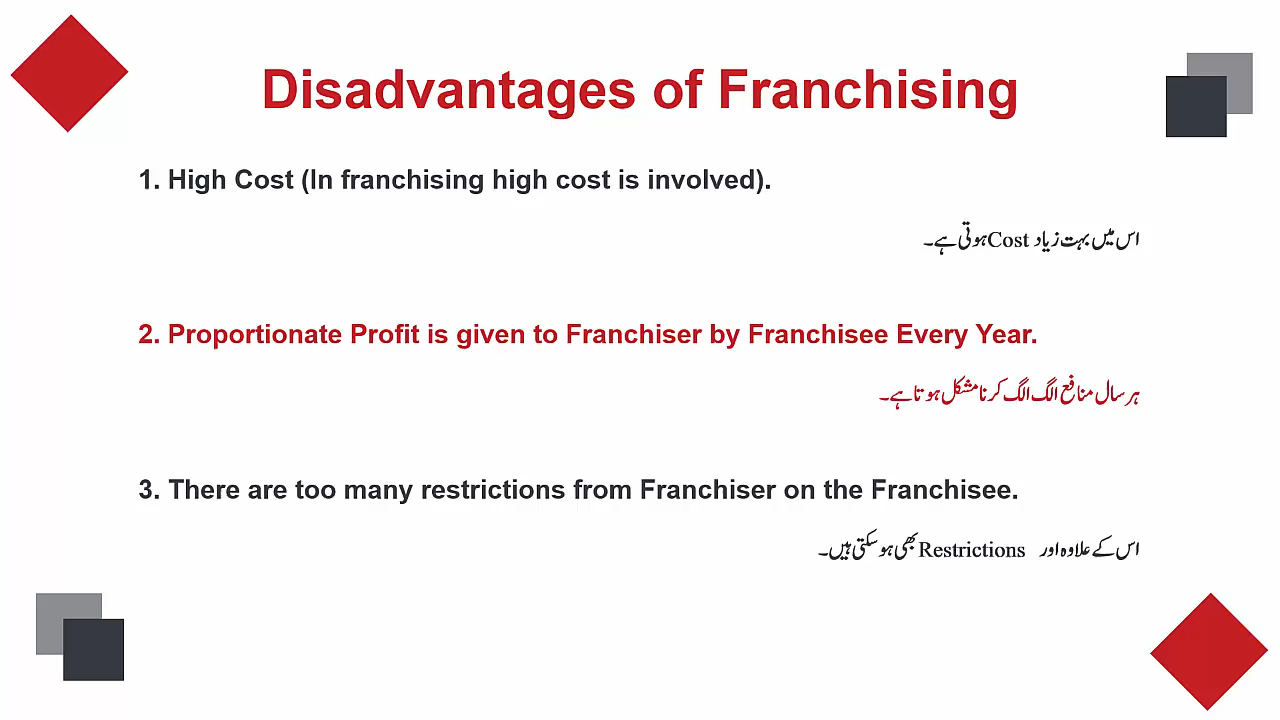 Disadvantages of Franchising
1. High Cost (In franchising high cost is involved).
اس میں بہت زیاد Cost ہوتی ہے۔
2. Proportionate Profit is given to Franchiser by Franchisee Every Year.
ہر سال منافع الگ الگ کرنا مشکل ہوتا ہے۔
3. There are too many restrictions from Franchiser on the Franchisee.
اس کے علاوہ اور Restrictions بھی ہو سکتی ہیں۔